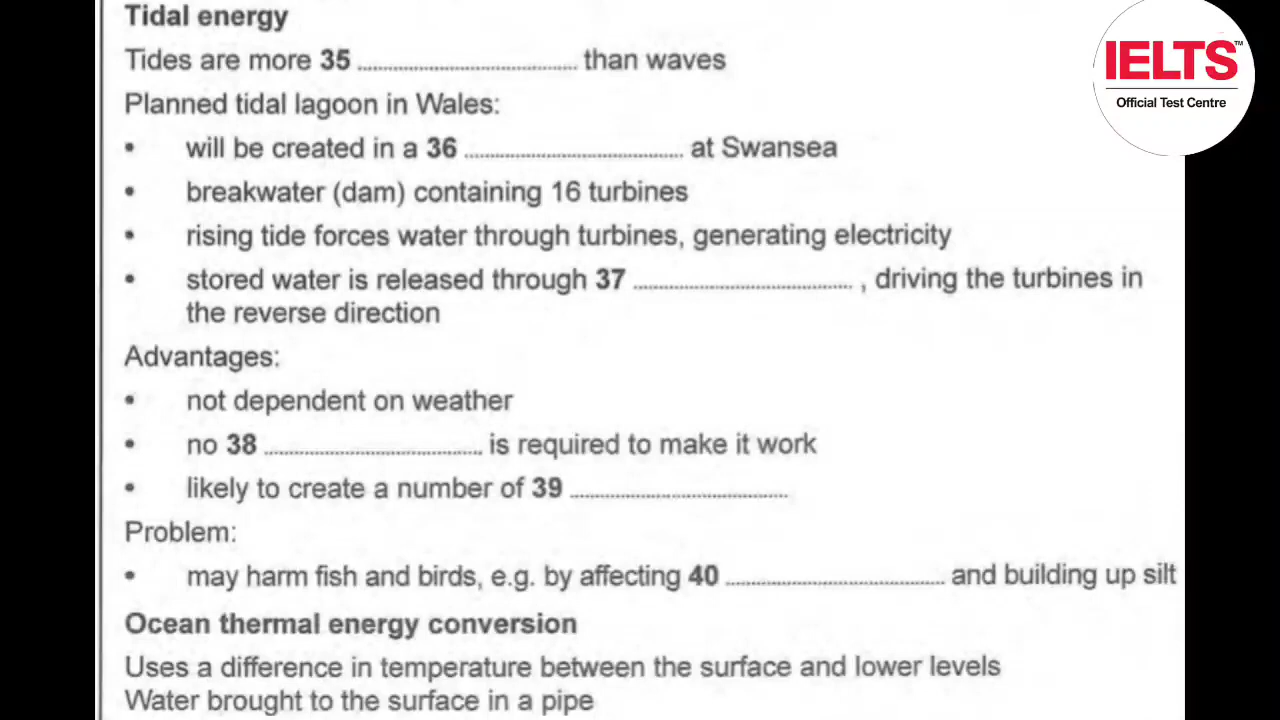 Tidal energy
Tides are more 35 ........................................ than waves
Planned tidal lagoon in Wales:
• will be created in a 36 ........................................ at Swansea
• breakwater (dam) containing 16 turbines
• rising tide forces water through turbines, generating electricity
• stored water is released through 37 ........................................ , driving the turbines in
the reverse direction
Advantages:
• not dependent on weather
• no 38 ........................................ is required to make it work
• likely to create a number of 39 ........................................
Problem:
• may harm fish and birds, e.g. by affecting 40 ........................................ and building up silt
Ocean thermal energy conversion
Uses a difference in temperature between the surface and lower levels
Water brought to the surface in a pipe
IELTS™
Official Test Centre